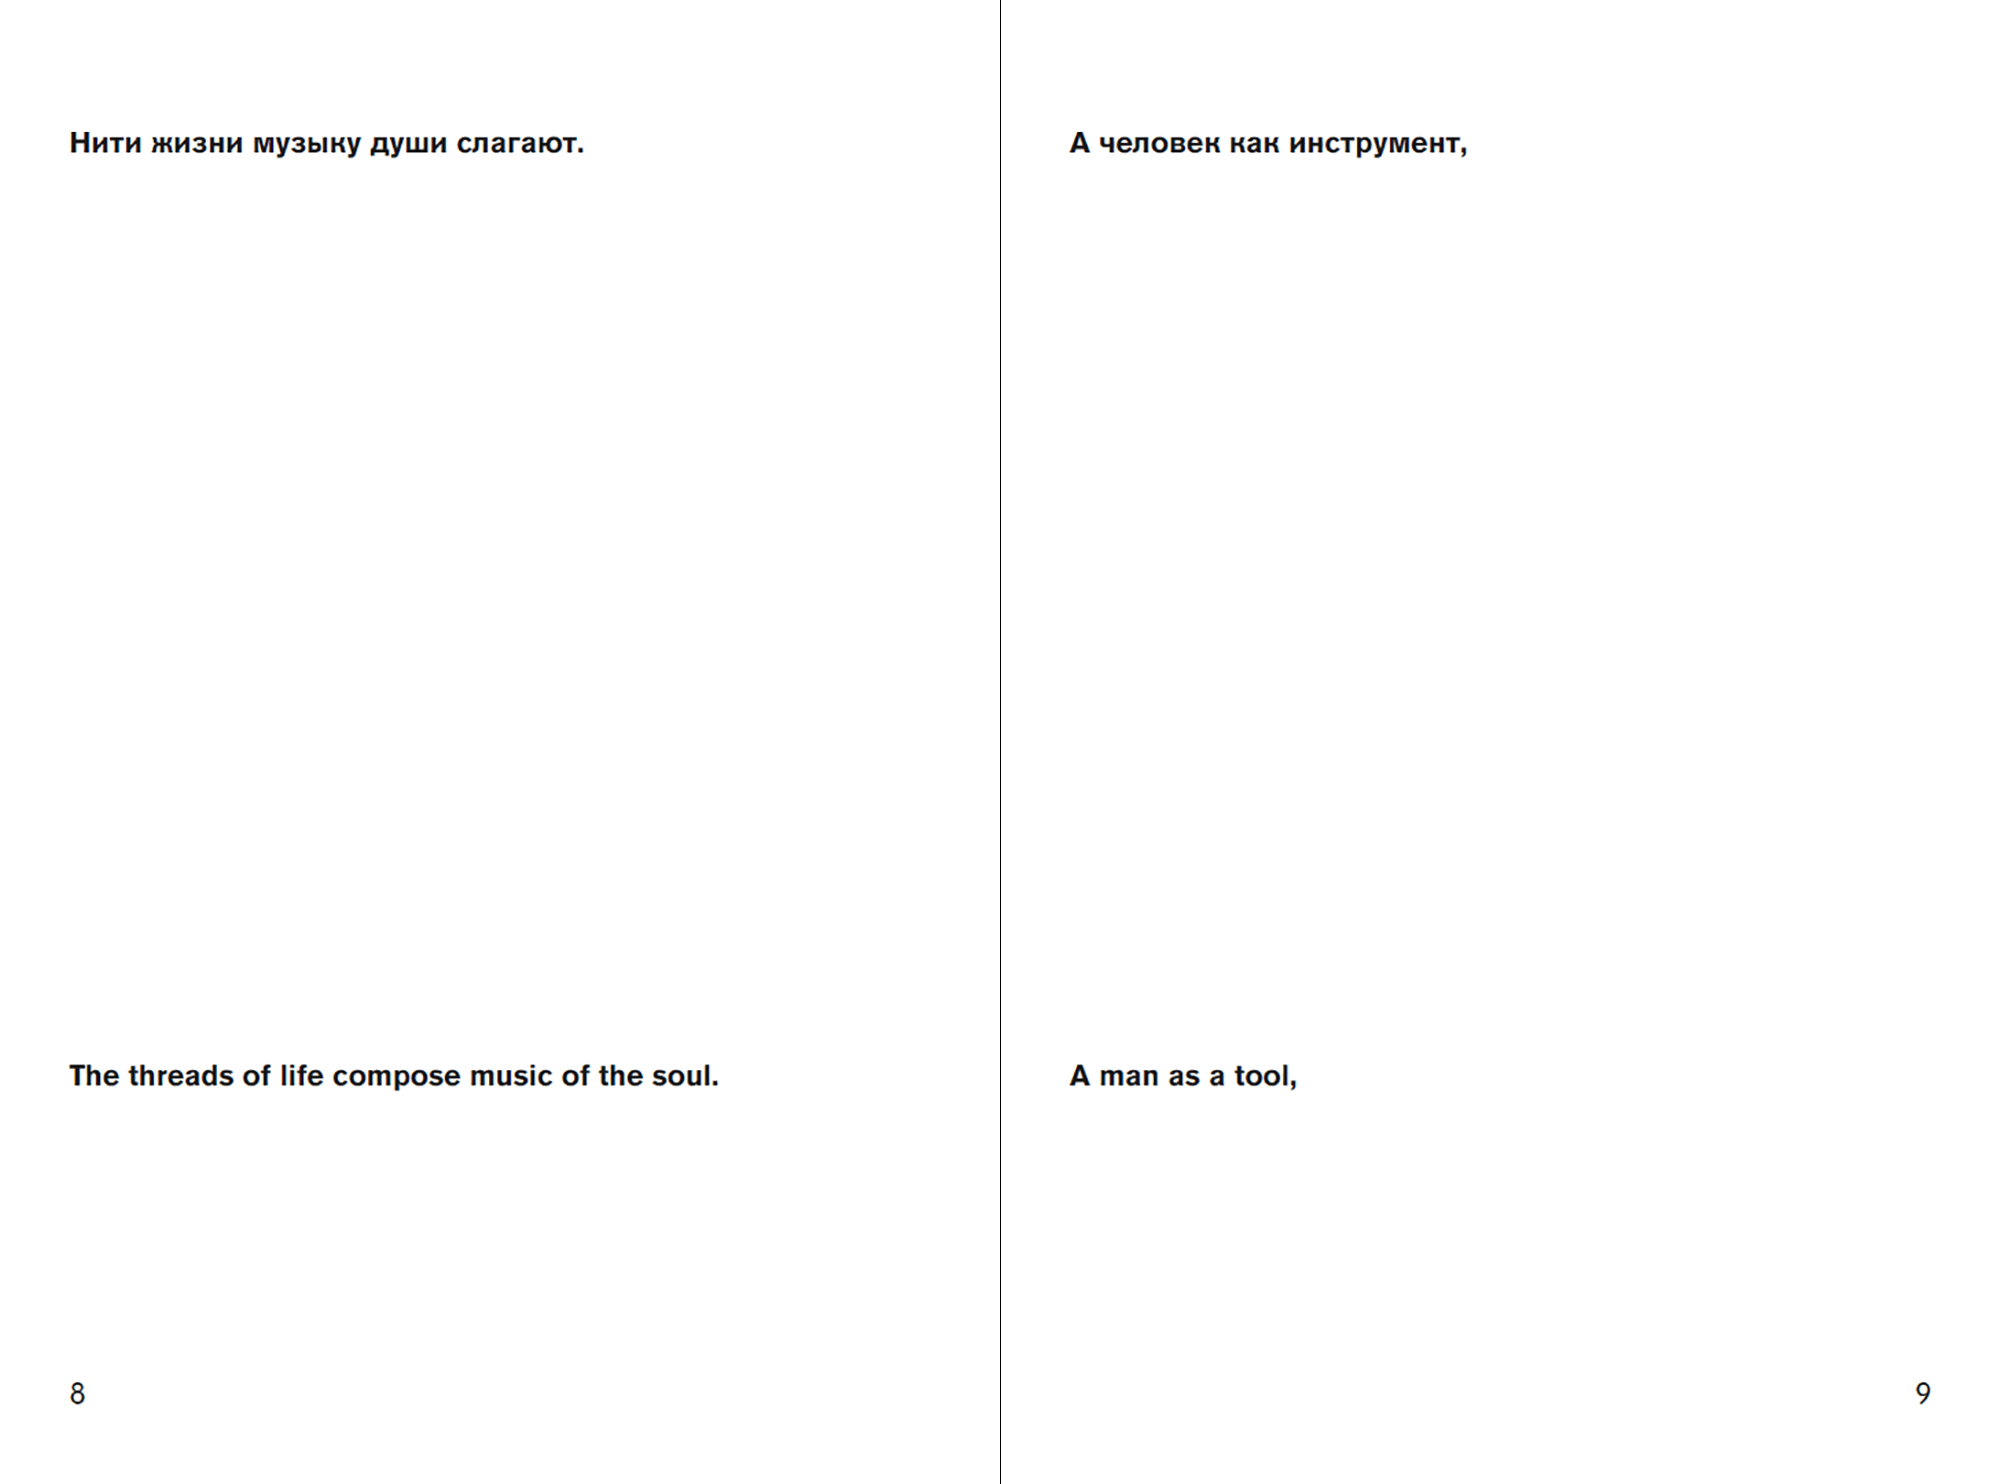 Нити жизни музыку души слагают.
The threads of life compose music of the soul.
8
А человек как инструмент,
A man as a tool,
9